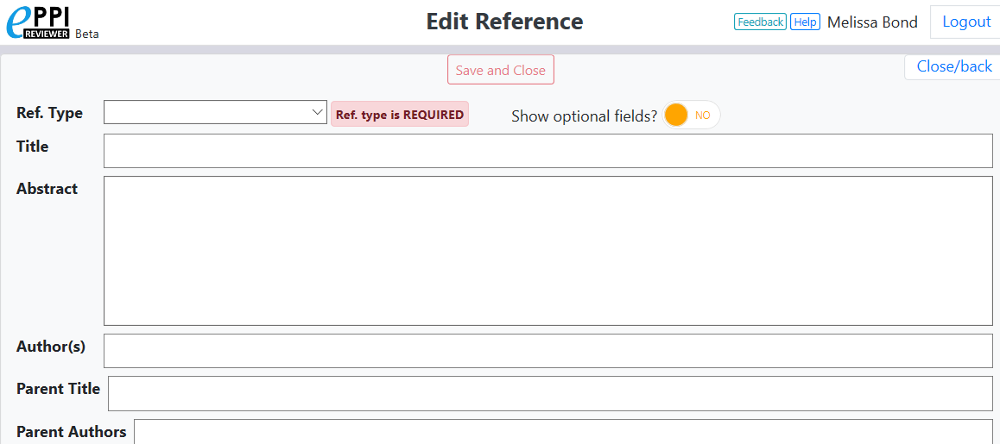 ePPI
REVIEWER Beta
Edit Reference
Feedback Help Melissa Bond Logout
Save and Close
Close/back
Ref. Type
Ref. type is REQUIRED
Show optional fields? NO
Title
Abstract
Author(s)
Parent Title
Parent Authors